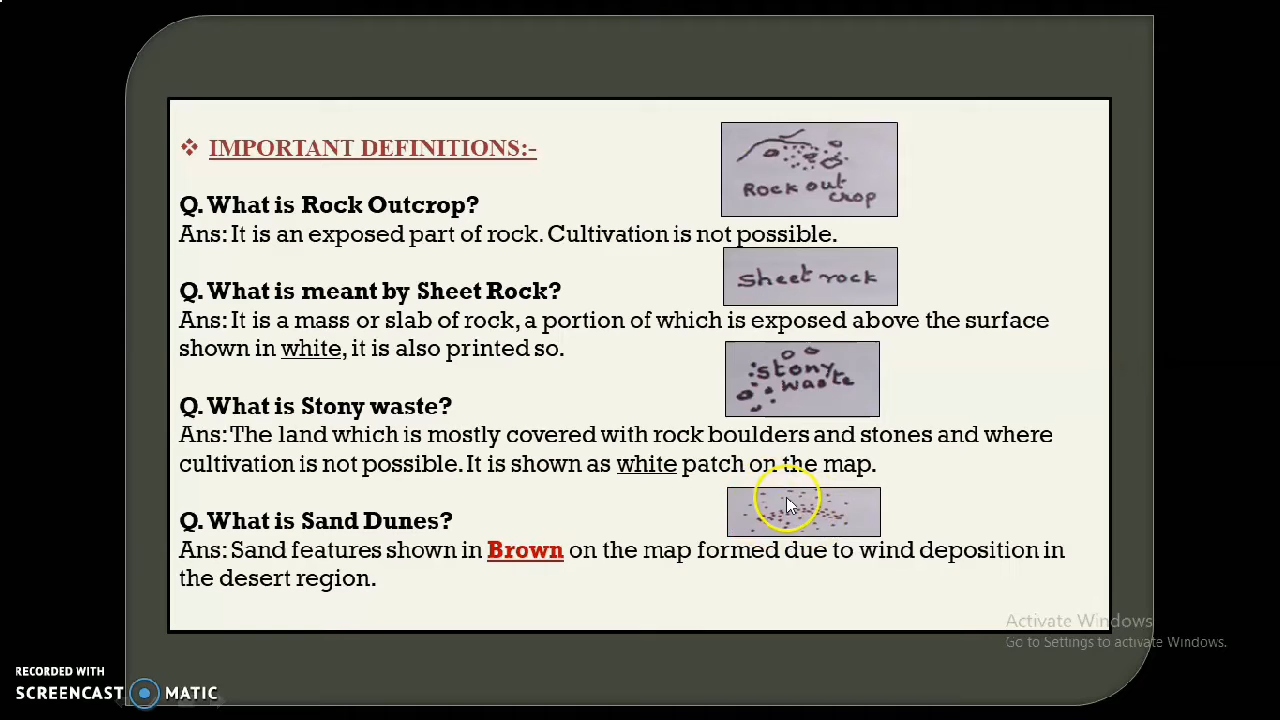 ❖ IMPORTANT DEFINITIONS:-
Rock out
crop
Q. What is Rock Outcrop?
Ans: It is an exposed part of rock. Cultivation is not possible.
Sheet rock
Q. What is meant by Sheet Rock?
Ans: It is a mass or slab of rock, a portion of which is exposed above the surface
shown in white, it is also printed so.
Stony
waste
Q. What is Stony waste?
Ans: The land which is mostly covered with rock boulders and stones and where
cultivation is not possible. It is shown as white patch on the map.
Q. What is Sand Dunes?
Ans: Sand features shown in Brown on the map formed due to wind deposition in
the desert region.
Activate Windows
Go to Settings to activate Windows.
RECORDED WITH
SCREENCAST MATIC